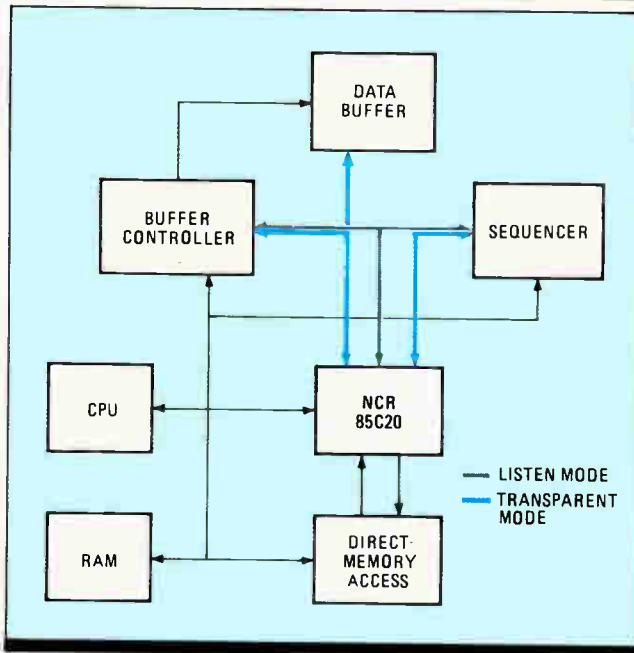 DATA
BUFFER
BUFFER
CONTROLLER
SEQUENCER
CPU
NCR
85C20
LISTEN MODE
TRANSPARENT
MODE
RAM
DIRECT-
MEMORY
ACCESS